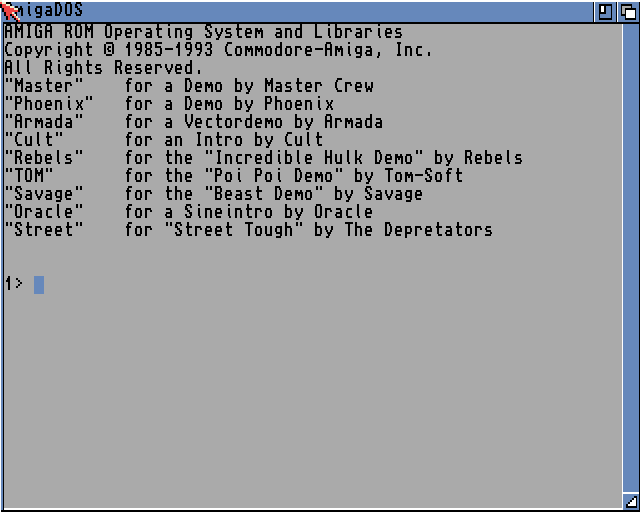 AmigaDOS
AMIGA ROM Operating System and Libraries
Copyright © 1985-1993 Commodore-Amiga, Inc.
All Rights Reserved.
"Master" for a Demo by Master Crew
"Phoenix" for a Demo by Phoenix
"Armada" for a Vectordemo by Armada
"Cult" for an Intro by Cult
"Rebels" for the "Incredible Hulk Demo" by Rebels
"TOM" for the "Poi Poi Demo" by Tom-Soft
"Savage" for the "Beast Demo" by Savage
"Oracle" for a Sineintro by Oracle
"Street" for "Street Tough" by The Depretators
1>